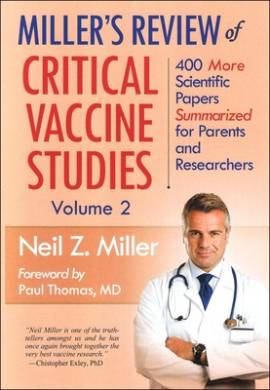 MILLER'S REVIEW of
CRITICAL
VACCINE
STUDIES
Volume 2
400 More
Scientific
Papers
Summarized
for Parents
and
Researchers
Neil Z. Miller
Foreword by
Paul Thomas, MD
"Neil Miller is one of the truth-
tellers amongst us and he has
once again brought together the
very best vaccine research."
—Chistopher Exley, PhD